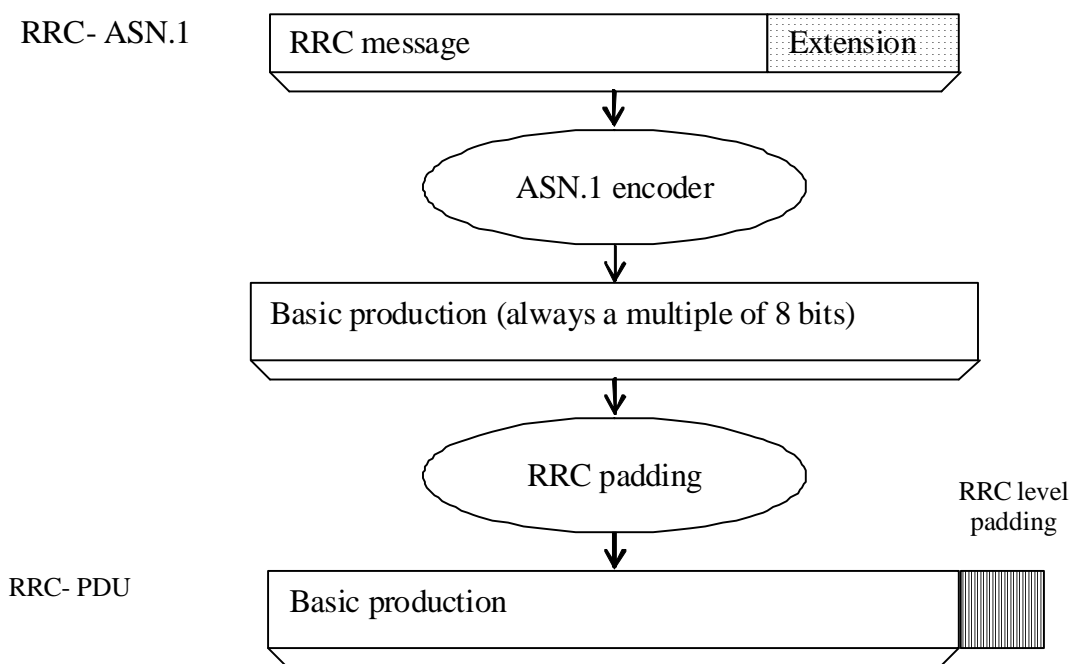 RRC- ASN.1
RRC message
Extension
ASN.1 encoder
Basic production (always a multiple of 8 bits)
RRC padding
RRC level
padding
RRC- PDU
Basic production